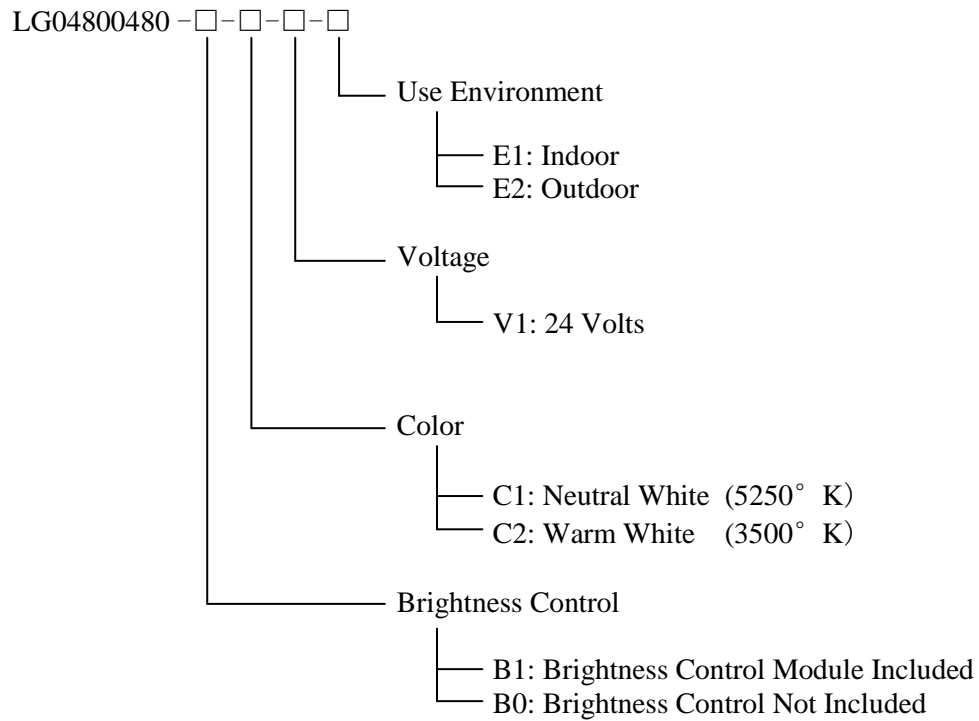 LG04800480 -□-□-□-□
Use Environment
E1: Indoor
E2: Outdoor
Voltage
V1: 24 Volts
Color
C1: Neutral White (5250° K）
C2: Warm White (3500° K）
Brightness Control
B1: Brightness Control Module Included
B0: Brightness Control Not Included